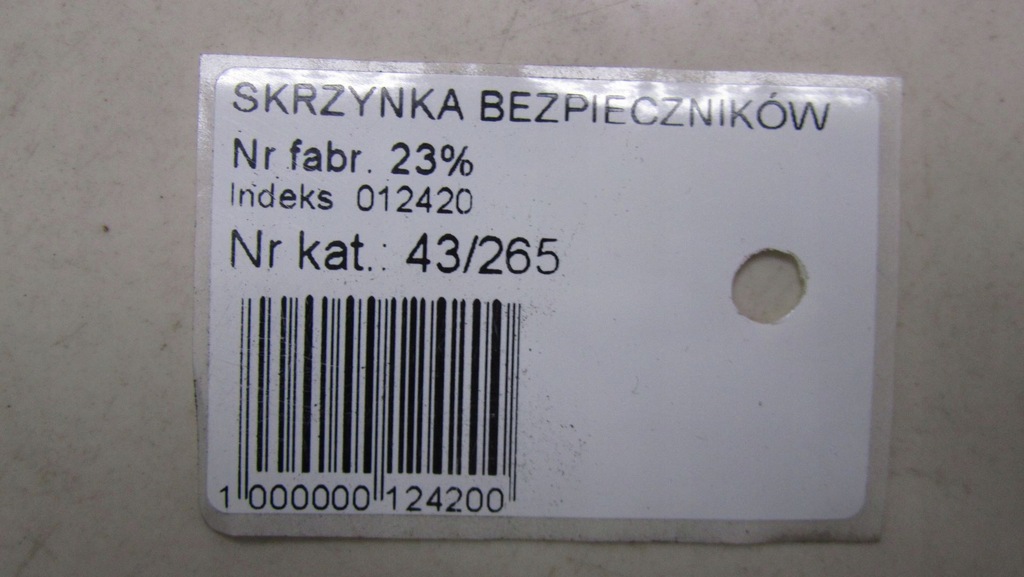 SKRZYNKA BEZPIECZNIKÓW
Nr fabr. 23%
Indeks 012420
Nr kat.: 43/265
1 000000 124200